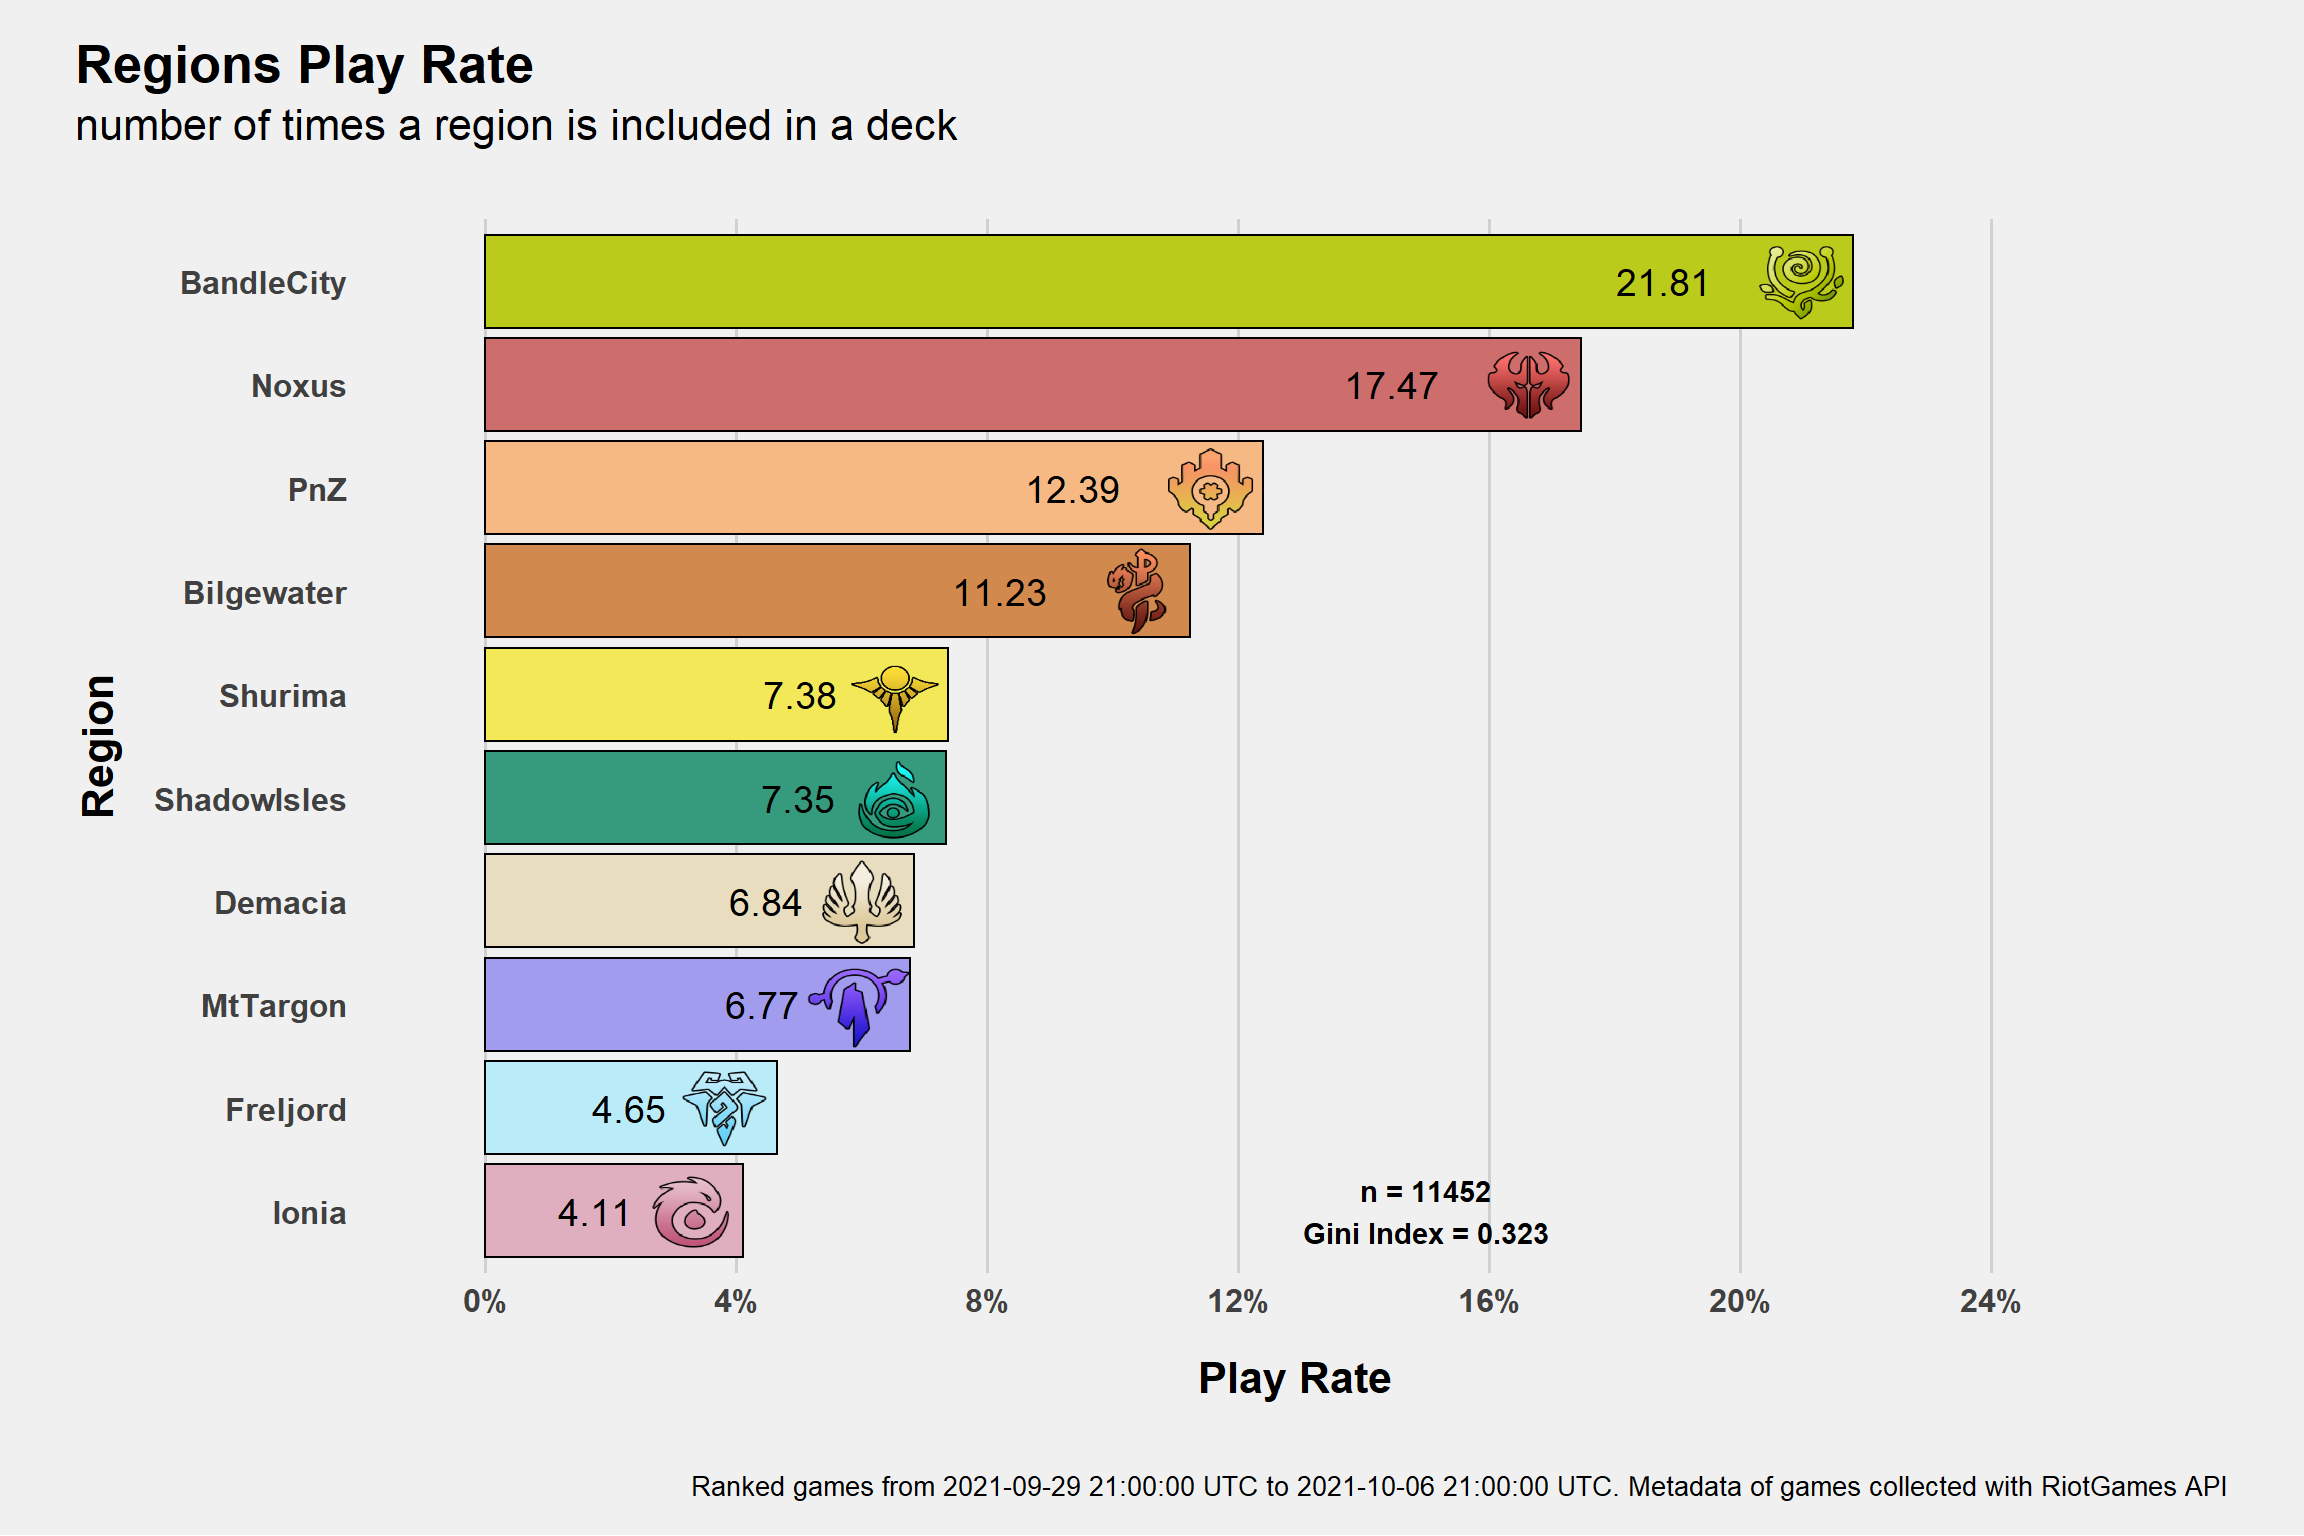 Regions Play Rate
number of times a region is included in a deck
Region
BandleCity 21.81
Noxus 17.47
PnZ 12.39
Bilgewater 11.23
Shurima 7.38
ShadowIsles 7.35
Demacia 6.84
MtTargon 6.77
Freljord 4.65
Ionia 4.11
n = 11452
Gini Index = 0.323
0% 4% 8% 12% 16% 20% 24%
Play Rate
Ranked games from 2021-09-29 21:00:00 UTC to 2021-10-06 21:00:00 UTC. Metadata of games collected with RiotGames API